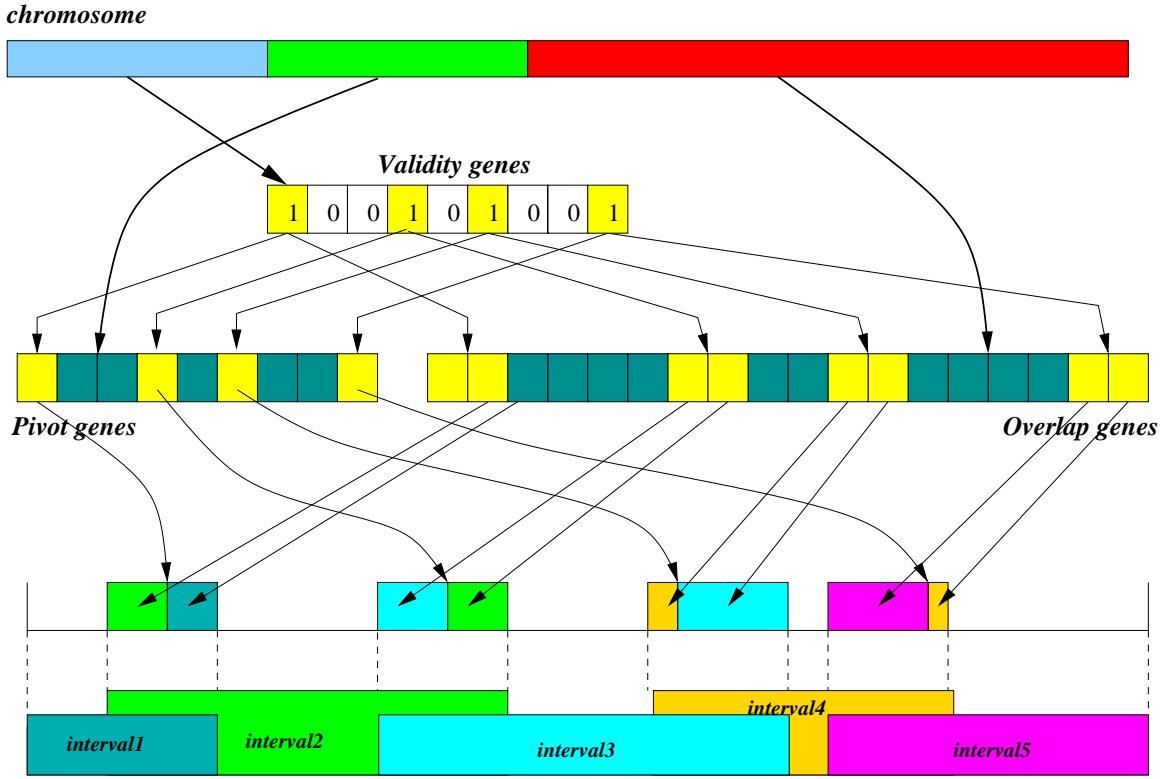 chromosome
Validity genes
1 0 0 1 0 1 0 0 1
Pivot genes
Overlap genes
interval4
interval1
interval2
interval3
interval5